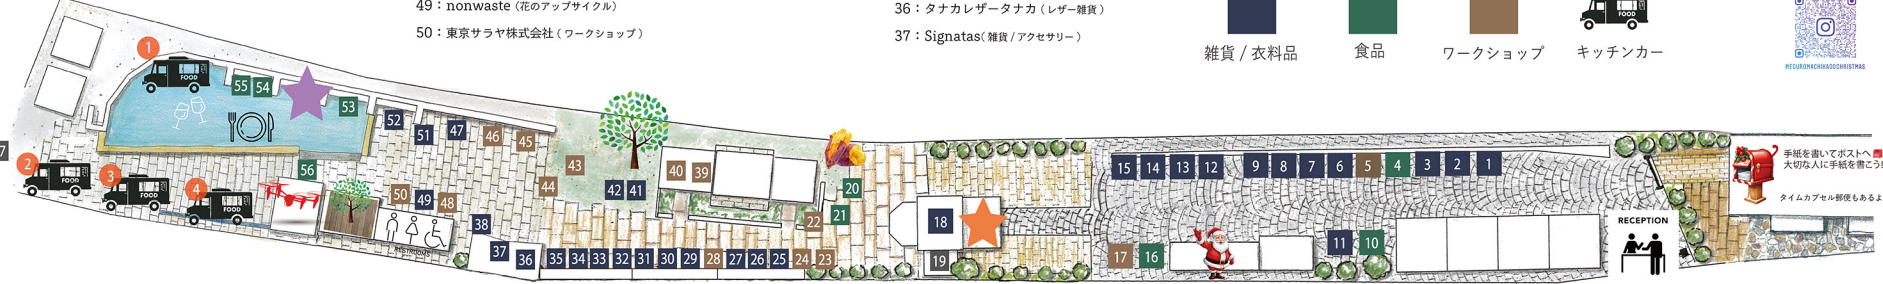 49：nonwaste（花のアップサイクル）
50：東京サラヤ株式会社（ワークショップ）
36：タナカレザータナカ（レザー雑貨）
37：Signatas（雑貨 / アクセサリー）
雑貨 / 衣料品
食品
ワークショップ
FOOD
キッチンカー
MEGUROMACHIKADOCHRISTMAS
1
FOOD
55 54
53
52
51
47
46
45
7
2
FOOD
3
FOOD
4
FOOD
56
50
49
48
RESTROOMS
43
44
42 41
40 39
38
37
36
35 34 33 32 31 30 29 28 27 26 25 24 23
22
21
20
18
19
15 14 13 12 9 8 7 6 5 4 3 2 1
17 16
11 10
RECEPTION
手紙を書いてポストへ
大切な人に手紙を書こう!
タイムカプセル郵便もあるよ